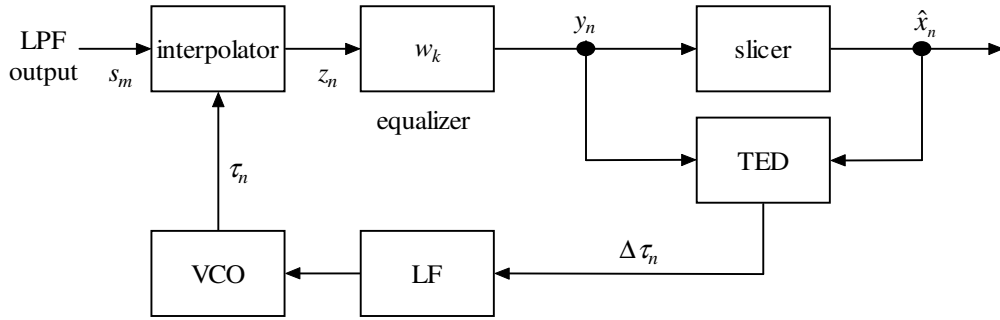 LPF
output
s_m
interpolator
z_n
w_k
equalizer
y_n
slicer
x̂_n
TED
τ_n
Δτ_n
VCO
LF